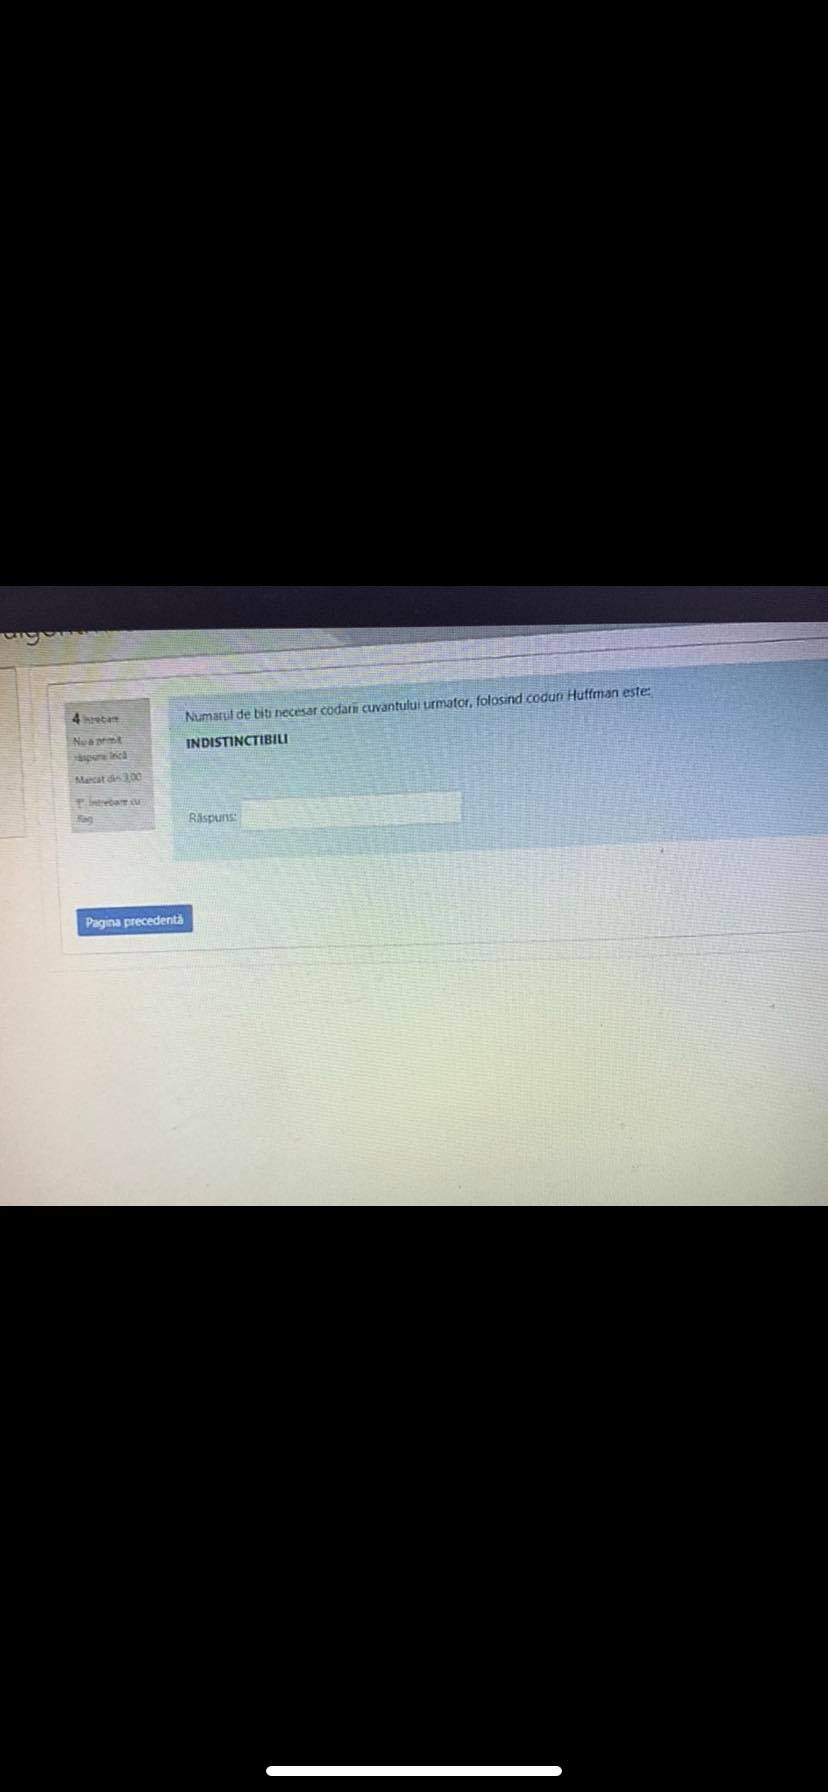 4 Întrebare
Nu a primit
răspuns încă
Marcat din 3,00
Întrebare cu
flag
Numarul de biti necesar codarii cuvantului urmator, folosind coduri Huffman este:
INDISTINCTIBILI
Răspuns:
Pagina precedentă